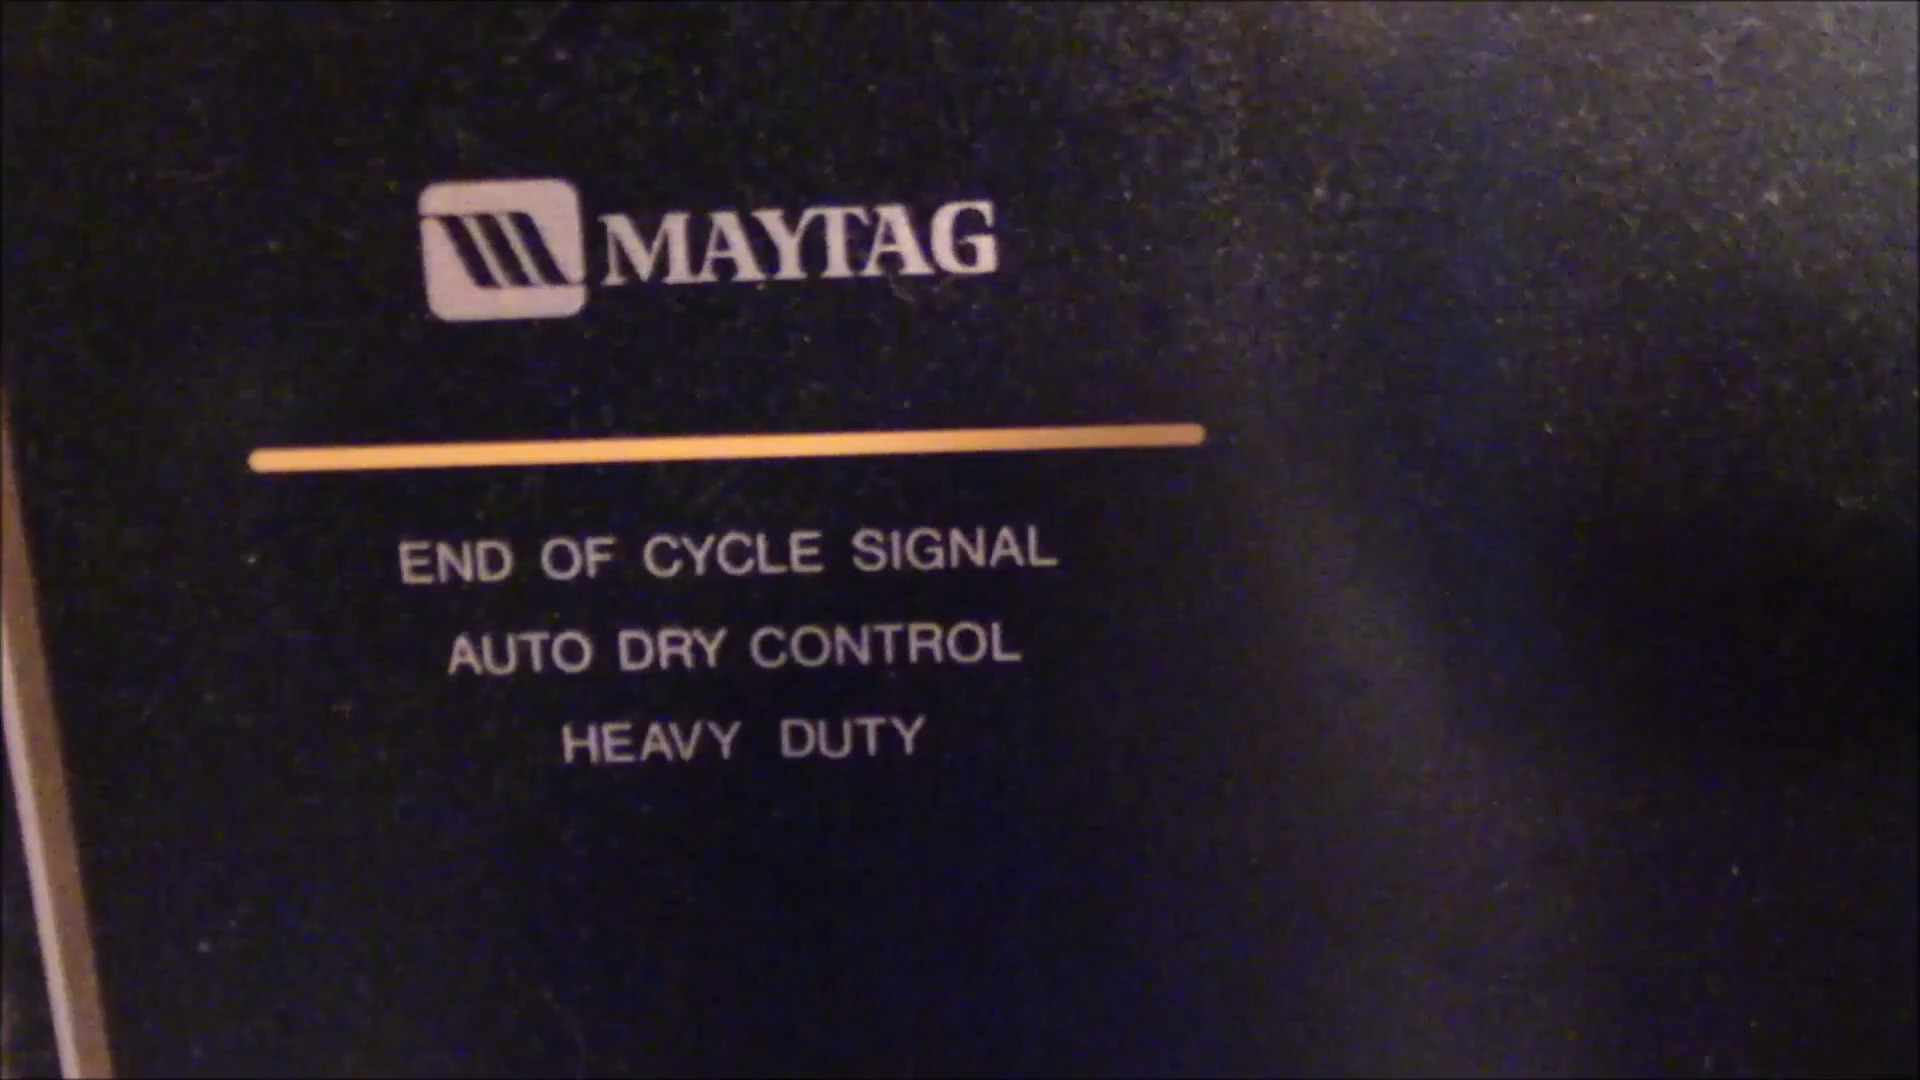 MAYTAG
END OF CYCLE SIGNAL
AUTO DRY CONTROL
HEAVY DUTY